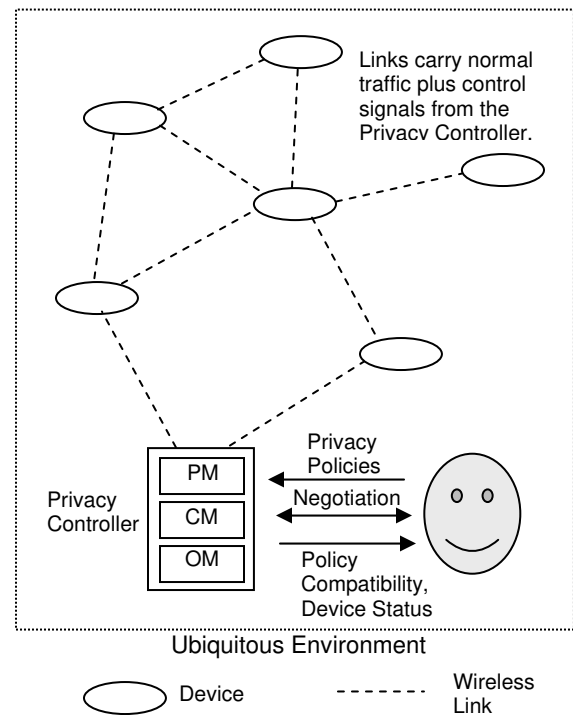 Links carry normal
traffic plus control
signals from the
Privacy Controller.
Privacy
Controller
PM
CM
OM
Privacy
Policies
Negotiation
Policy
Compatibility,
Device Status
Ubiquitous Environment
Device
Wireless
Link